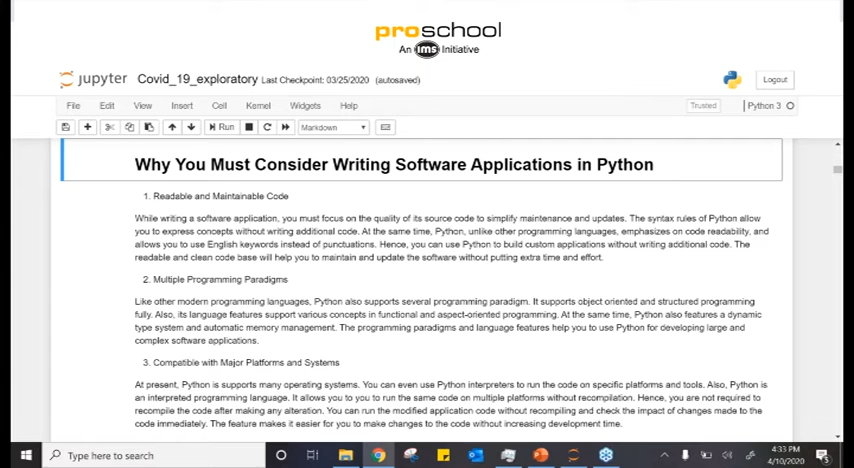 proschool
An ims Initiative
jupyter Covid_19_exploratory Last Checkpoint: 03/25/2020 (autosaved) Logout
File Edit View Insert Cell Kernel Widgets Help Trusted Python 3
Run Markdown
Why You Must Consider Writing Software Applications in Python
1. Readable and Maintainable Code
While writing a software application, you must focus on the quality of its source code to simplify maintenance and updates. The syntax rules of Python allow
you to express concepts without writing additional code. At the same time, Python, unlike other programming languages, emphasizes on code readability, and
allows you to use English keywords instead of punctuations. Hence, you can use Python to build custom applications without writing additional code. The
readable and clean code base will help you to maintain and update the software without putting extra time and effort.
2. Multiple Programming Paradigms
Like other modern programming languages, Python also supports several programming paradigm. It supports object oriented and structured programming
fully. Also, its language features support various concepts in functional and aspect-oriented programming. At the same time, Python also features a dynamic
type system and automatic memory management. The programming paradigms and language features help you to use Python for developing large and
complex software applications.
3. Compatible with Major Platforms and Systems
At present, Python is supports many operating systems. You can even use Python interpreters to run the code on specific platforms and tools. Also, Python is
an interpreted programming language. It allows you to you to run the same code on multiple platforms without recompilation. Hence, you are not required to
recompile the code after making any alteration. You can run the modified application code without recompiling and check the impact of changes made to the
code immediately. The feature makes it easier for you to make changes to the code without increasing development time.
Type here to search
4:33 PM
4/10/2020
5